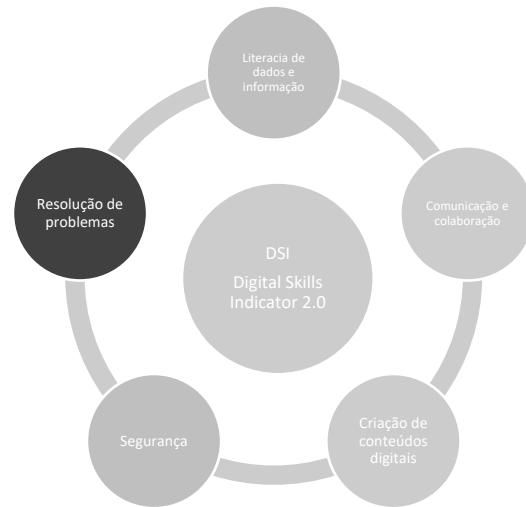 Literacia de
dados e
informação
Resolução de
problemas
Comunicação e
colaboração
DSI
Digital Skills
Indicator 2.0
Segurança
Criação de
conteúdos
digitais